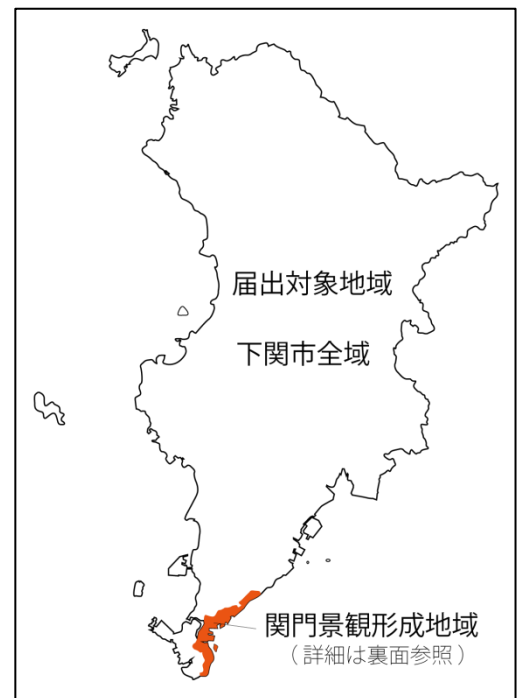 届出対象地域
下関市全域
関門景観形成地域
（詳細は裏面参照）